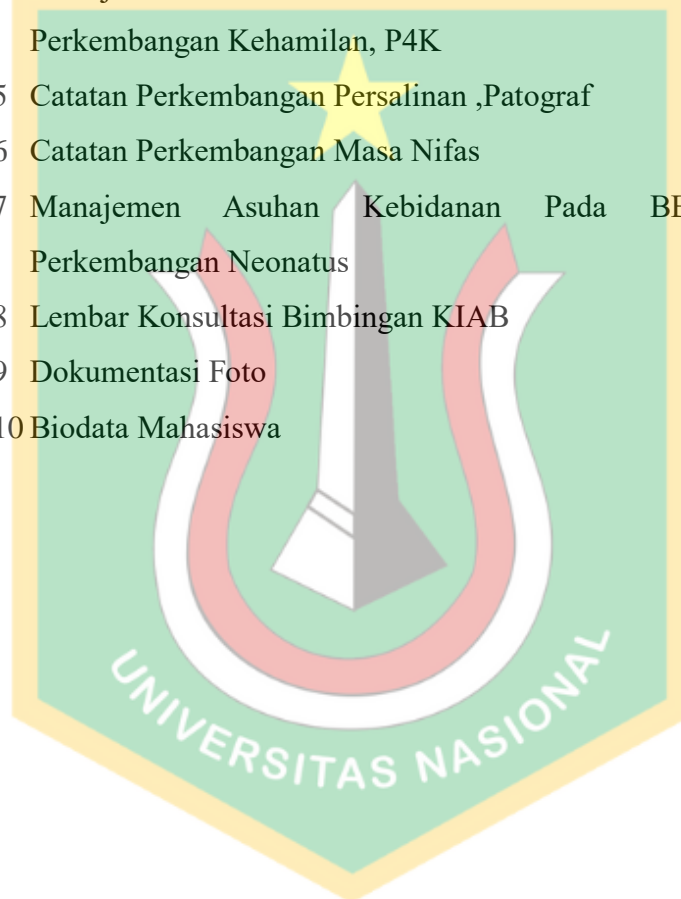 Perkembangan Kehamilan, P4K
5 Catatan Perkembangan Persalinan ,Patograf
6 Catatan Perkembangan Masa Nifas
7 Manajemen Asuhan Kebidanan Pada
Perkembangan Neonatus
8 Lembar Konsultasi Bimbingan KIAB
9 Dokumentasi Foto
10 Biodata Mahasiswa
UNIVERSITAS NASIONAL